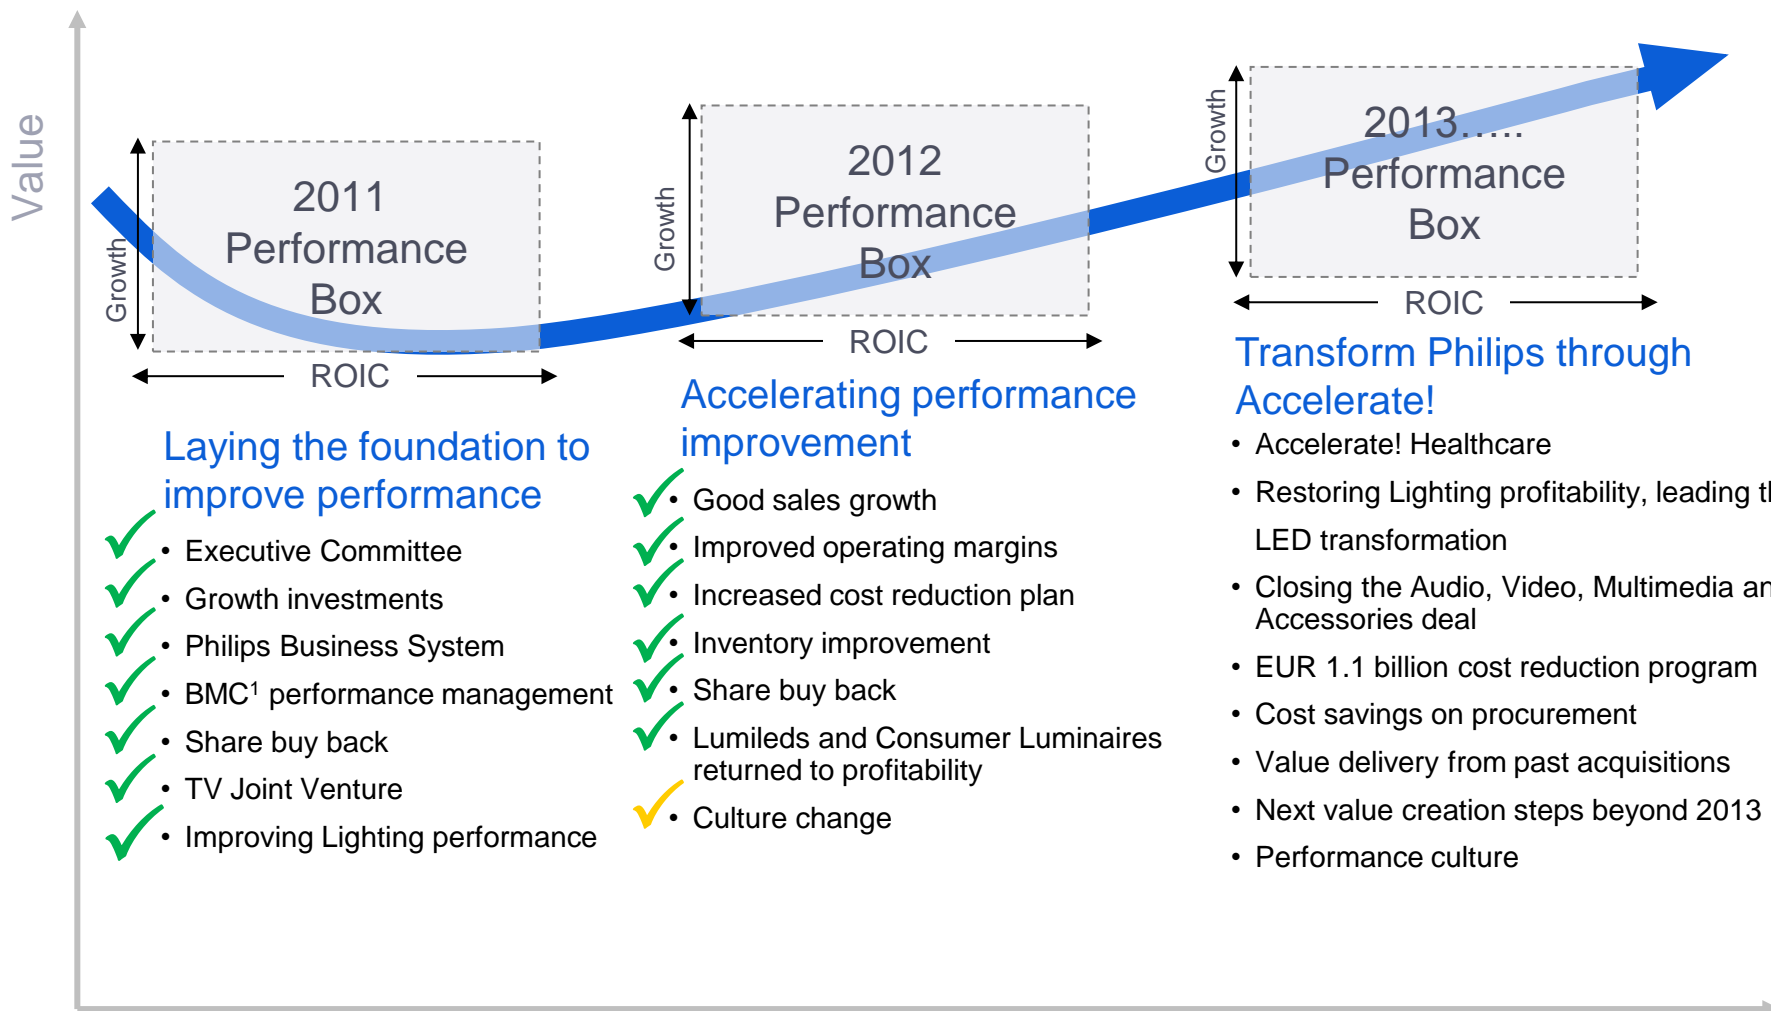 Value
Growth
2011
Performance
Box
ROIC
Laying the foundation to
improve performance
• Executive Committee
• Growth investments
• Philips Business System
• BMC¹ performance management
• Share buy back
• TV Joint Venture
• Improving Lighting performance
Growth
2012
Performance
Box
ROIC
Accelerating performance
improvement
• Good sales growth
• Improved operating margins
• Increased cost reduction plan
• Inventory improvement
• Share buy back
• Lumileds and Consumer Luminaires
returned to profitability
• Culture change
Growth
2013…..
Performance
Box
ROIC
Transform Philips through
Accelerate!
• Accelerate! Healthcare
• Restoring Lighting profitability, leading
LED transformation
• Closing the Audio, Video, Multimedia
Accessories deal
• EUR 1.1 billion cost reduction program
• Cost savings on procurement
• Value delivery from past acquisitions
• Next value creation steps beyond 2013
• Performance culture